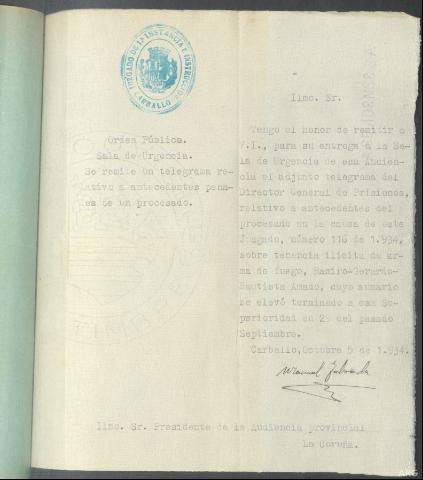 JUZGADO DE 1ª INSTANCIA E INSTRUCCIÓN
CARBALLO
Orden Pública.
Sala de Urgencia.
Se remite un telegrama re-
lativo a antecedentes pena-
les de un procesado.
Ilmo. Sr.
Tengo el honor de remitir a
V.I., para su entrega a la Sa-
la de Urgencia de esa Audien-
cia el adjunto telegrama del
Director General de Prisiones,
relativo a antecedentes del
procesado en la causa de este
Juzgado, número 116 de 1.934,
sobre tenencia ilícita de ar-
ma de fuego, Ramiro-Gerardo-
Bautista Amado, cuyo sumario
se elevó terminado a esa Su-
perioridad en 29 del pasado
Septiembre.
Carballo, Octubre 5 de 1.934.
Manuel
Ilmo. Sr. Presidente de la Audiencia provincial
La Coruña.
ARG